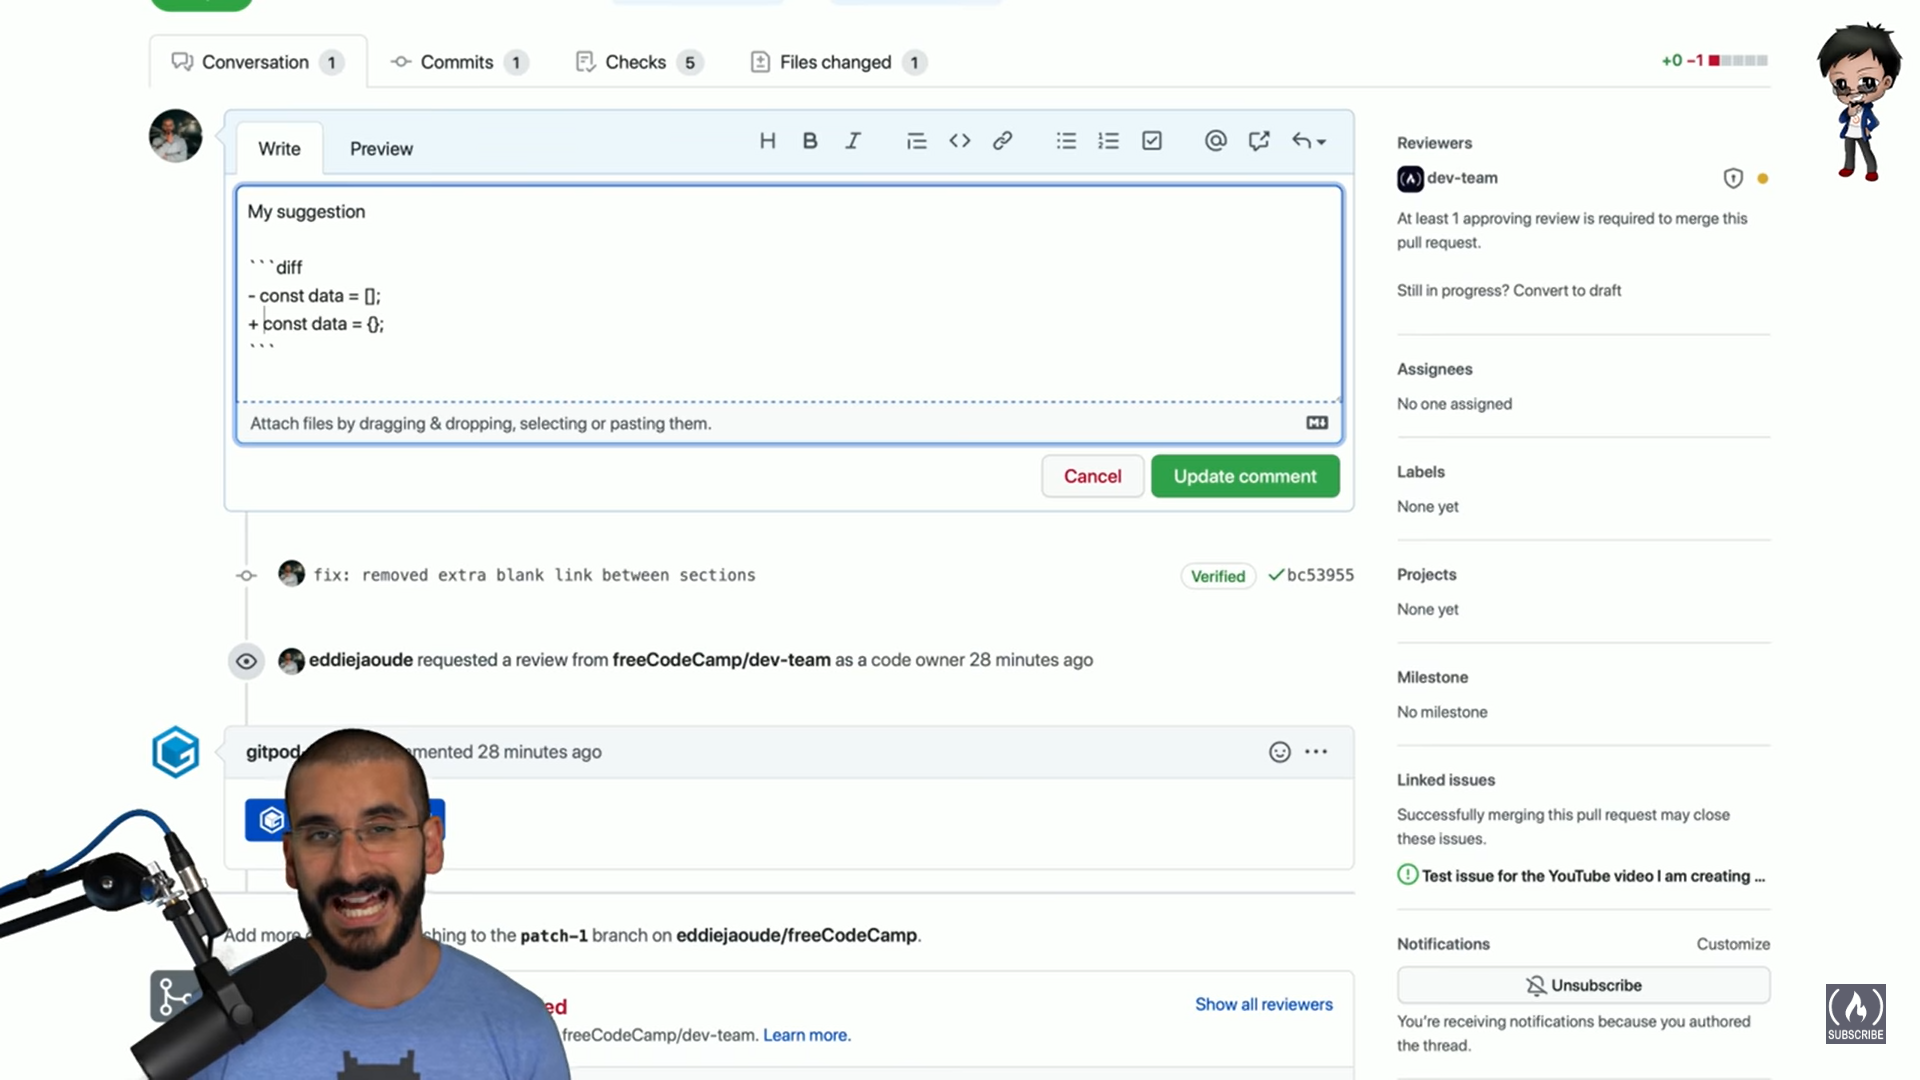 Conversation 1
Commits 1
Checks 5
Files changed 1
+0 −1
Write
Preview
My suggestion
```diff
- const data = [];
+ const data = {};
```
Attach files by dragging & dropping, selecting or pasting them.
Cancel
Update comment
fix: removed extra blank link between sections
Verified
bc53955
eddiejaoude requested a review from freeCodeCamp/dev-team as a code owner 28 minutes ago
gitpod
mmented 28 minutes ago
Add more
shing to the patch-1 branch on eddiejaoude/freeCodeCamp.
ed
Show all reviewers
freeCodeCamp/dev-team. Learn more.
Reviewers
dev-team
At least 1 approving review is required to merge this
pull request.
Still in progress? Convert to draft
Assignees
No one assigned
Labels
None yet
Projects
None yet
Milestone
No milestone
Linked issues
Successfully merging this pull request may close
these issues.
Test issue for the YouTube video I am creating ...
Notifications
Customize
Unsubscribe
You're receiving notifications because you authored
the thread.
SUBSCRIBE